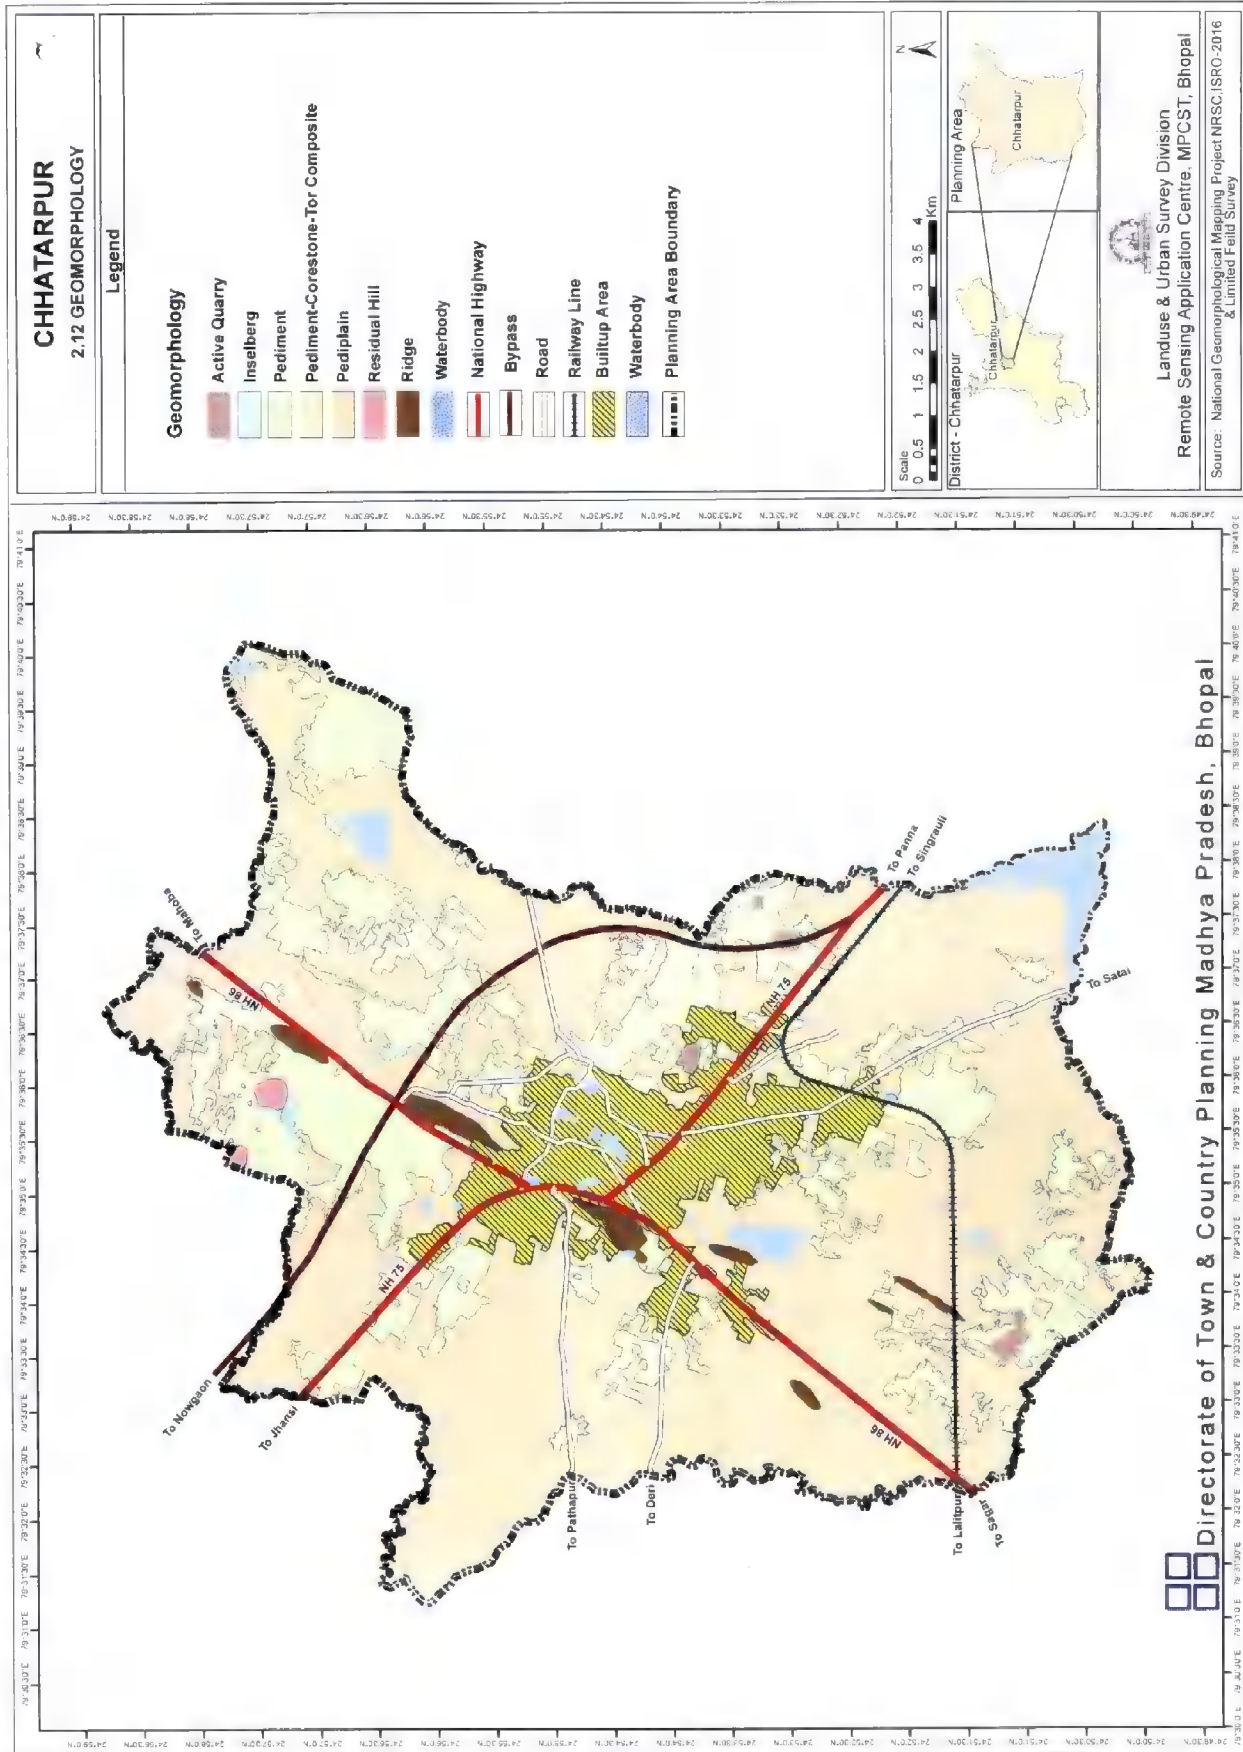 CHHATARPUR
2.12 GEOMORPHOLOGY
Legend
Geomorphology
Active Quarry
Inselberg
Pediment
Pediment-Corestone-Tor Composite
Pediplain
Residual Hill
Ridge
Waterbody
National Highway
Bypass
Road
Railway Line
Builtup Area
Waterbody
Planning Area Boundary
Scale
0 0.5 1 1.5 2 2.5 3 3.5 4
Km
N
District - Chhatarpur
Chhatarpur
Planning Area
Chhatarpur
Landuse & Urban Survey Division
Remote Sensing Application Centre, MPCST, Bhopal
Source: National Geomorphological Mapping Project NRSC,ISRO-2016
& Limited Feild Survey
To Mahoba
NH 86
To Nowgaon
To Jhansi
NH 75
To Pathapur
To Deri
NH 75
To Panna
To Singrauli
To Satai
NH 86
To Lalitpur
To Sagar
Directorate of Town & Country Planning Madhya Pradesh, Bhopal